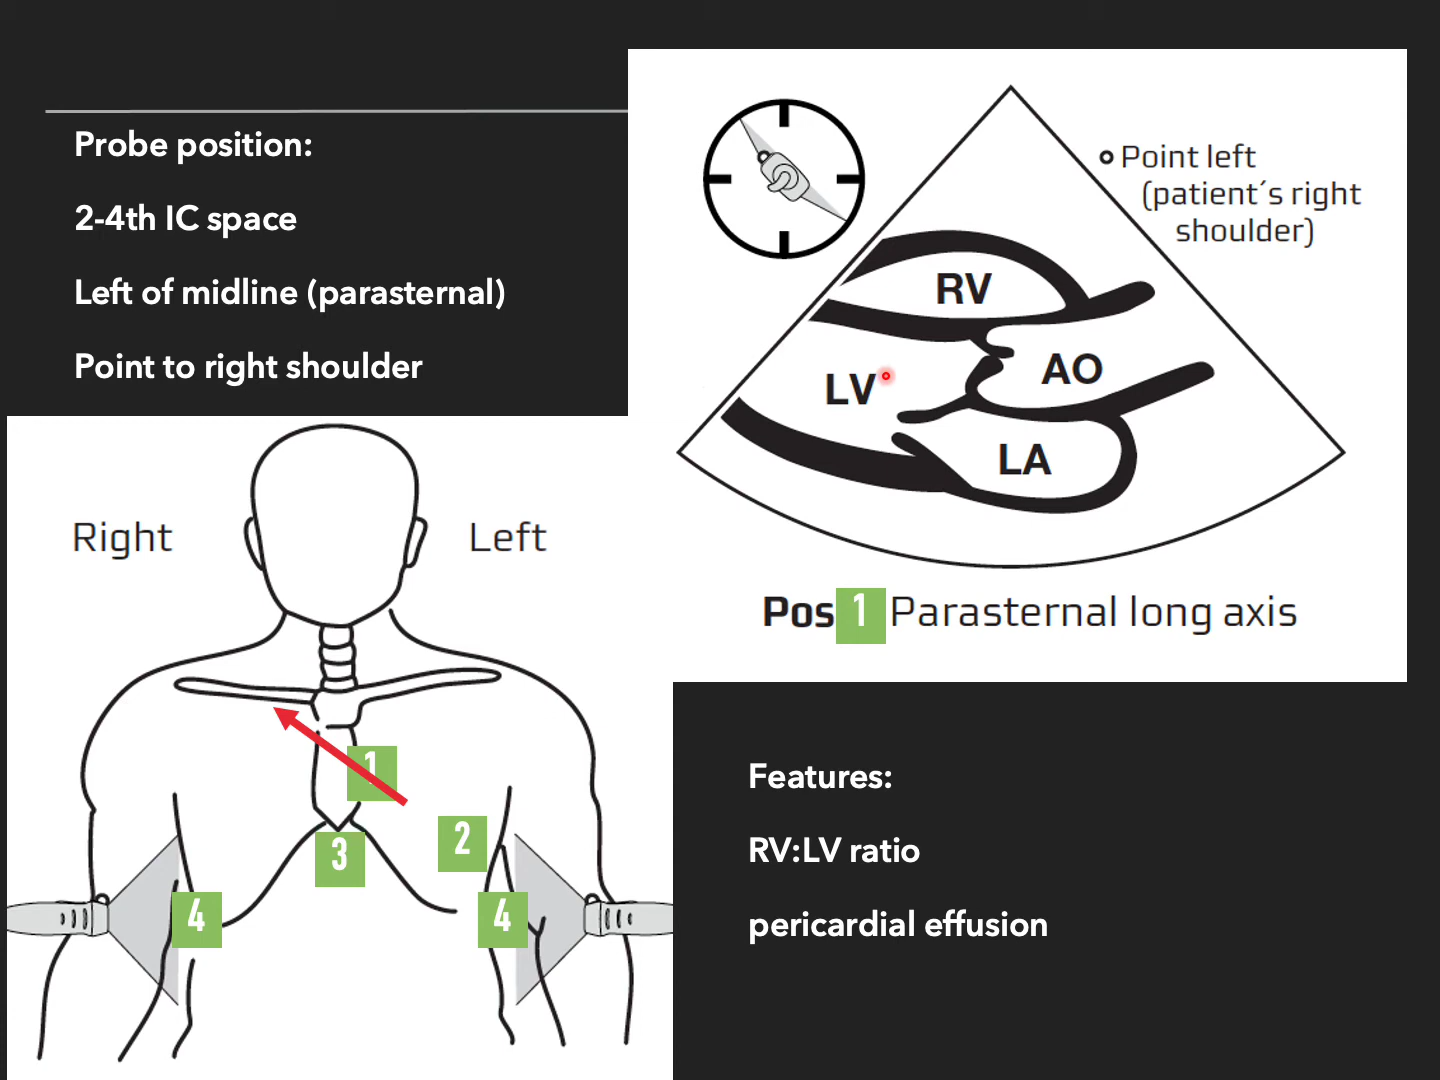 Probe position:
2-4th IC space
Left of midline (parasternal)
Point to right shoulder
Point left
(patient´s right
shoulder)
RV
AO
LV
LA
Pos 1 Parasternal long axis
Right
Left
1
2
3
4
4
Features:
RV:LV ratio
pericardial effusion